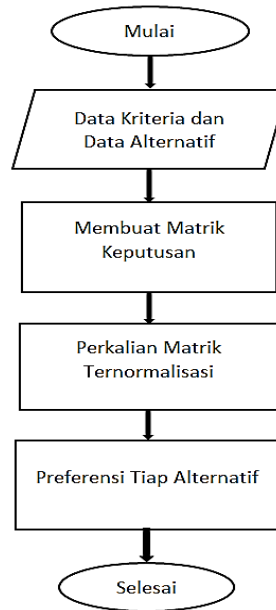 Mulai
Data Kriteria dan
Data Alternatif
Membuat Matrik
Keputusan
Perkalian Matrik
Ternormalisasi
Preferensi Tiap Alternatif
Selesai